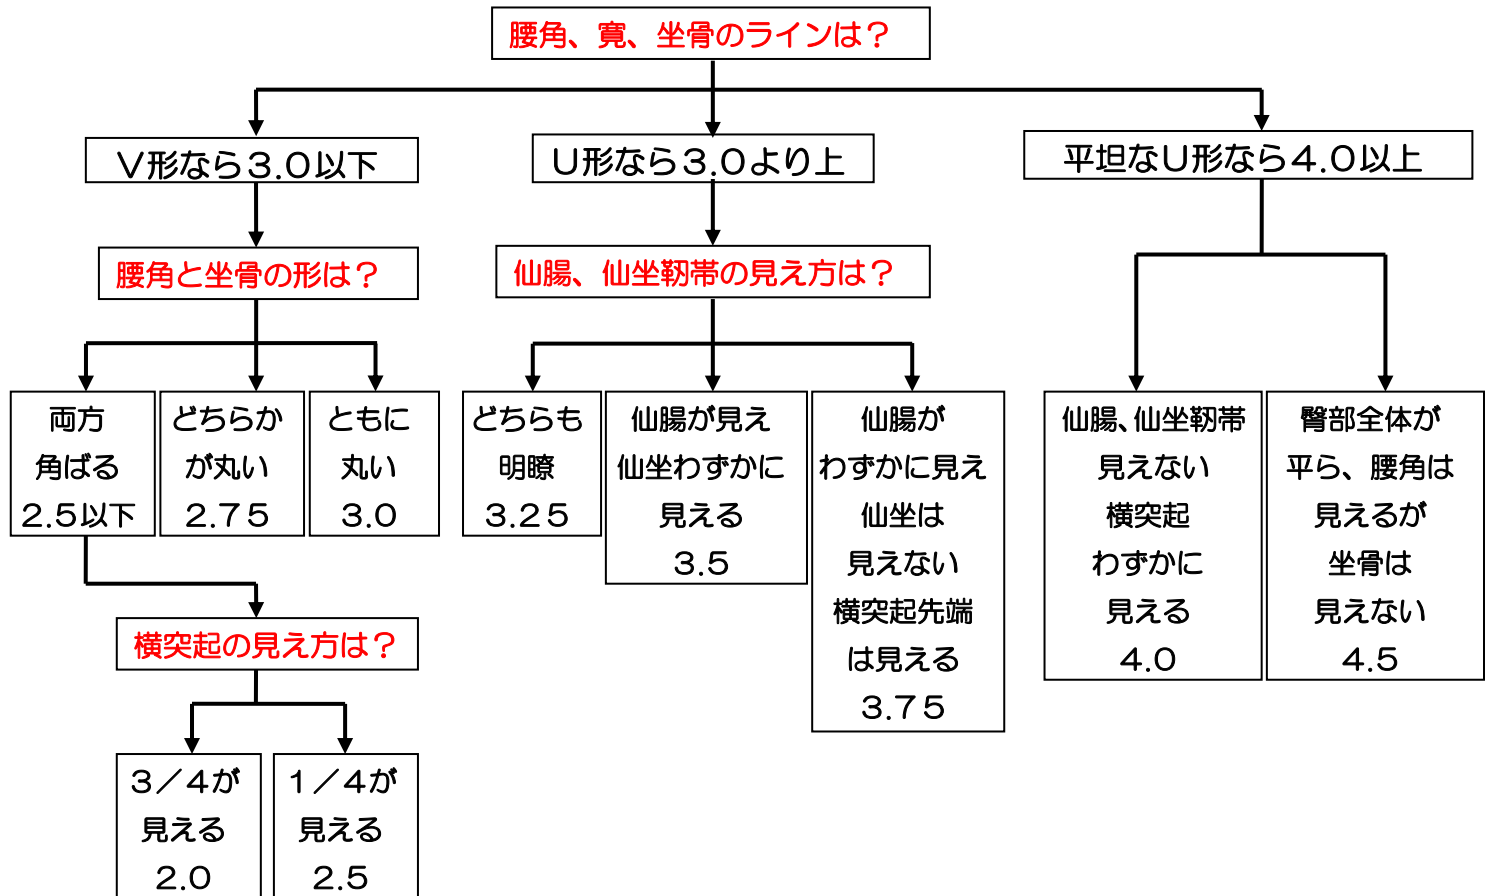 腰角、寛、坐骨のラインは？
Ｖ形なら３.０以下
Ｕ形なら３.０より上
平坦なＵ形なら４.０以上
腰角と坐骨の形は？
仙腸、仙坐靭帯の見え方は？
両方
角ばる
２.５以下
どちらか
が丸い
２.７５
ともに
丸い
３.０
どちらも
明瞭
３.２５
仙腸が見え
仙坐わずかに
見える
３.５
仙腸が
わずかに見え
仙坐は
見えない
横突起先端
は見える
３.７５
仙腸､仙坐靭帯
見えない
横突起
わずかに
見える
４.０
臀部全体が
平ら、腰角は
見えるが
坐骨は
見えない
４.５
横突起の見え方は？
３／４が
見える
２.０
１／４が
見える
２.５